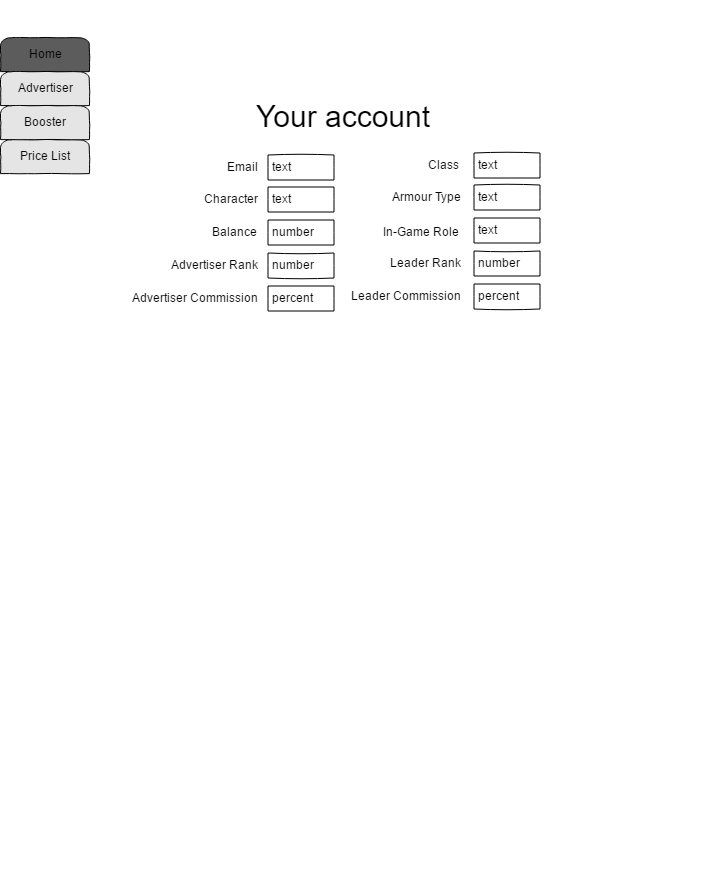 Home
Advertiser
Booster
Price List
Your account
Email text
Character text
Balance number
Advertiser Rank number
Advertiser Commission percent
Class text
Armour Type text
In-Game Role text
Leader Rank number
Leader Commission percent